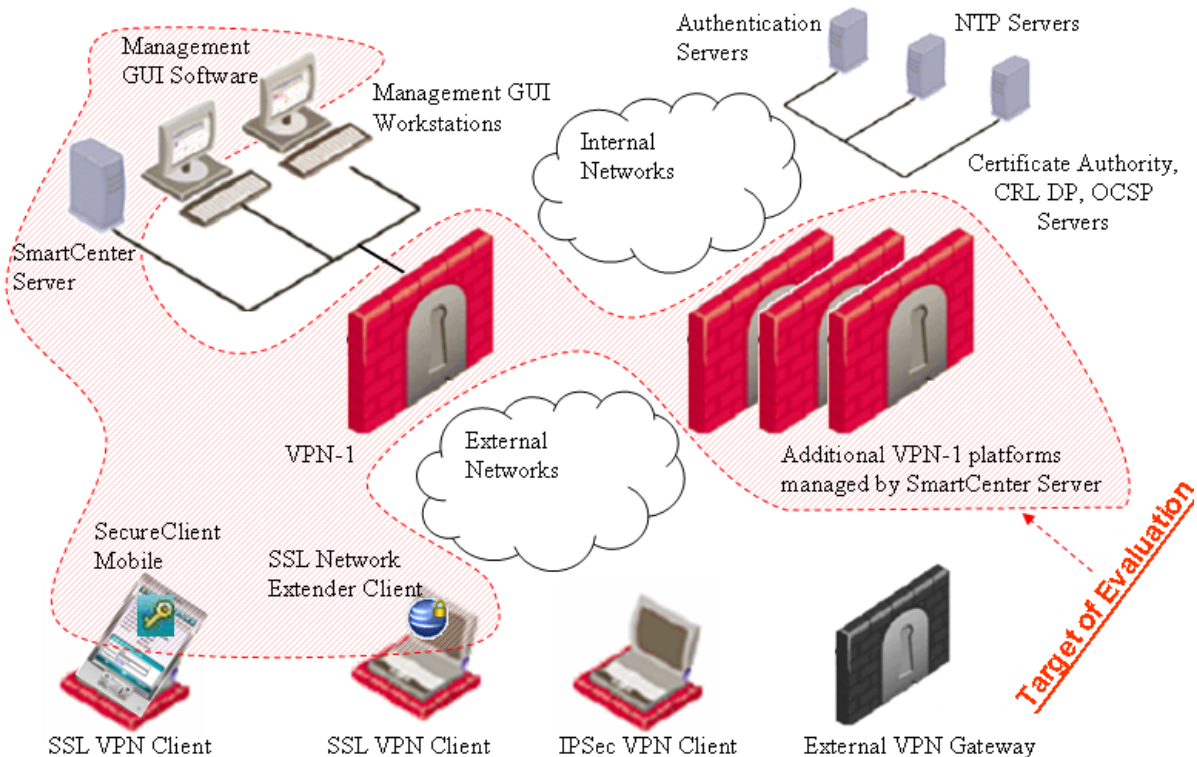 Management
GUI Software
Management GUI
Workstations
SmartCenter
Server
Authentication
Servers
NTP Servers
Internal
Networks
Certificate Authority,
CRL DP, OCSP
Servers
VPN-1
External
Networks
Additional VPN-1 platforms
managed by SmartCenter Server
Target of Evaluation
SecureClient
Mobile
SSL Network
Extender Client
SSL VPN Client
SSL VPN Client
IPSec VPN Client
External VPN Gateway